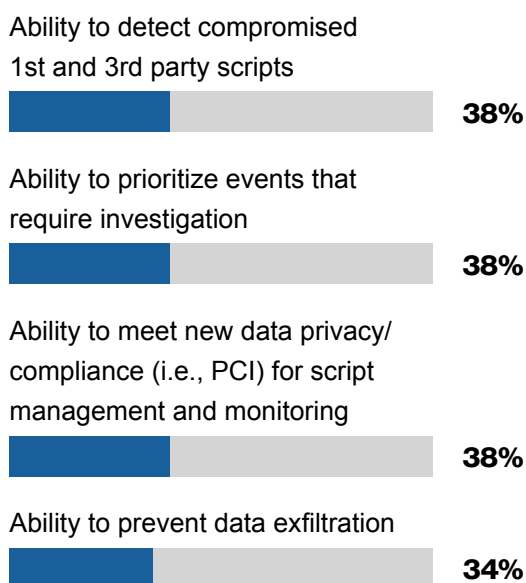 Ability to detect compromised
1st and 3rd party scripts
38%
Ability to prioritize events that
require investigation
38%
Ability to meet new data privacy/
compliance (i.e., PCI) for script
management and monitoring
38%
Ability to prevent data exfiltration
34%